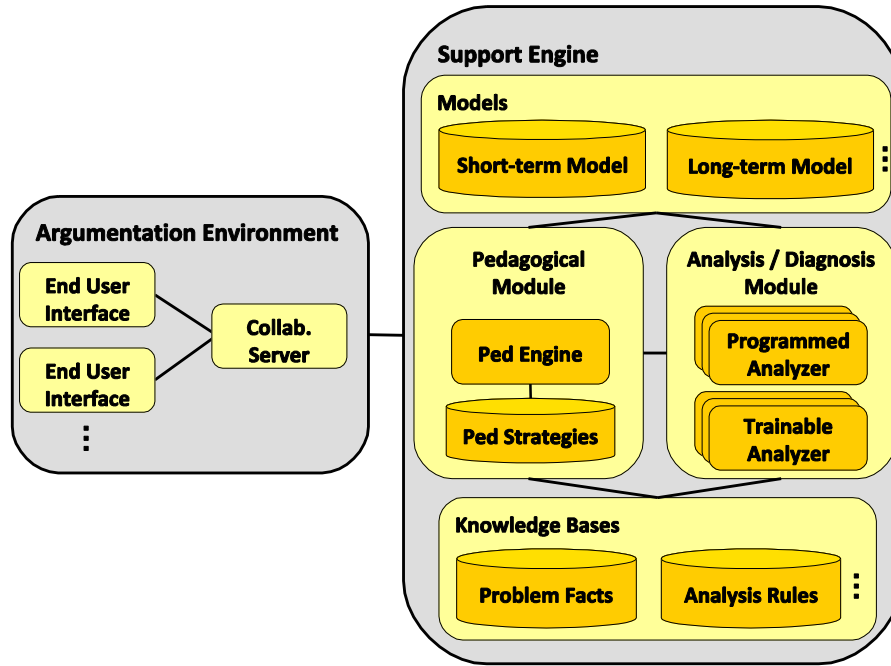 Support Engine
Models
Short-term Model
Long-term Model
Argumentation Environment
End User
Interface
Collab.
Server
End User
Interface
Pedagogical
Module
Ped Engine
Ped Strategies
Analysis / Diagnosis
Module
Programmed
Analyzer
Trainable
Analyzer
Knowledge Bases
Problem Facts
Analysis Rules